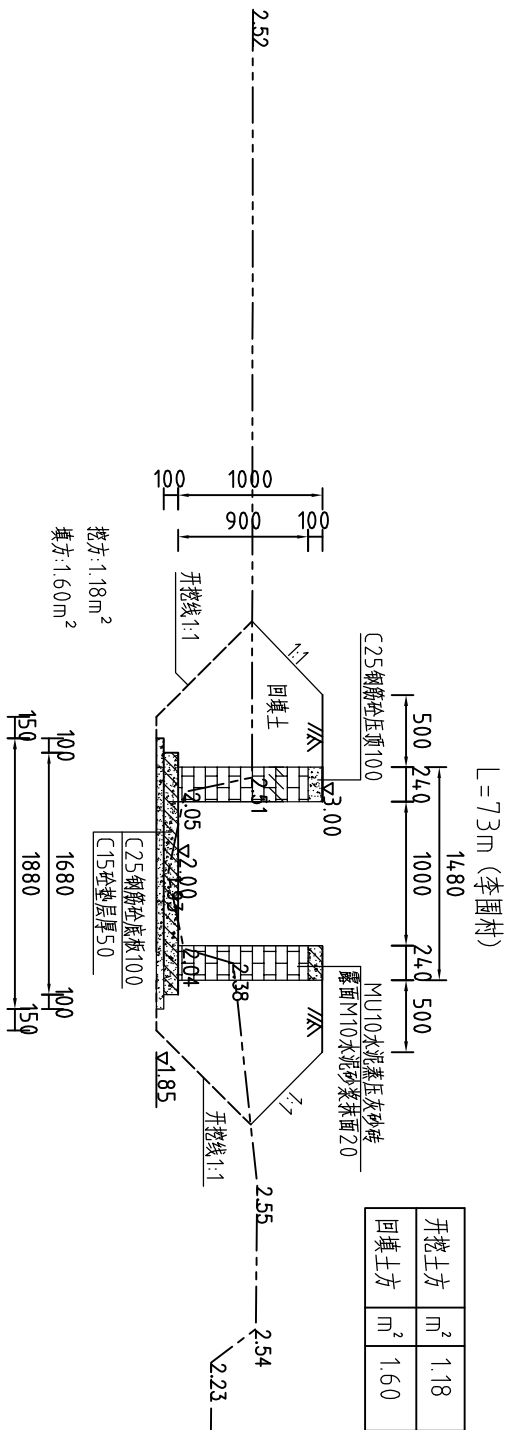 L=73m (李围村)
1480
500
240
1000
240
500
C25钢筋砼压顶100
MU10水泥蒸压灰砂砖
露面M10水泥砂浆抹面20
开挖土方 m² 1.18
回填土方 m² 1.60
100
1000
900
100
1:1
回填土
3.00
1:1
2.52
2.51
2.05
2.00
1.93
2.04
2.38
2.55
2.54
2.23
开挖线1:1
开挖线1:1
1.85
C25钢筋砼底板100
C15砼垫层厚50
挖方:1.18m²
填方:1.60m²
100
1680
100
150
1880
150